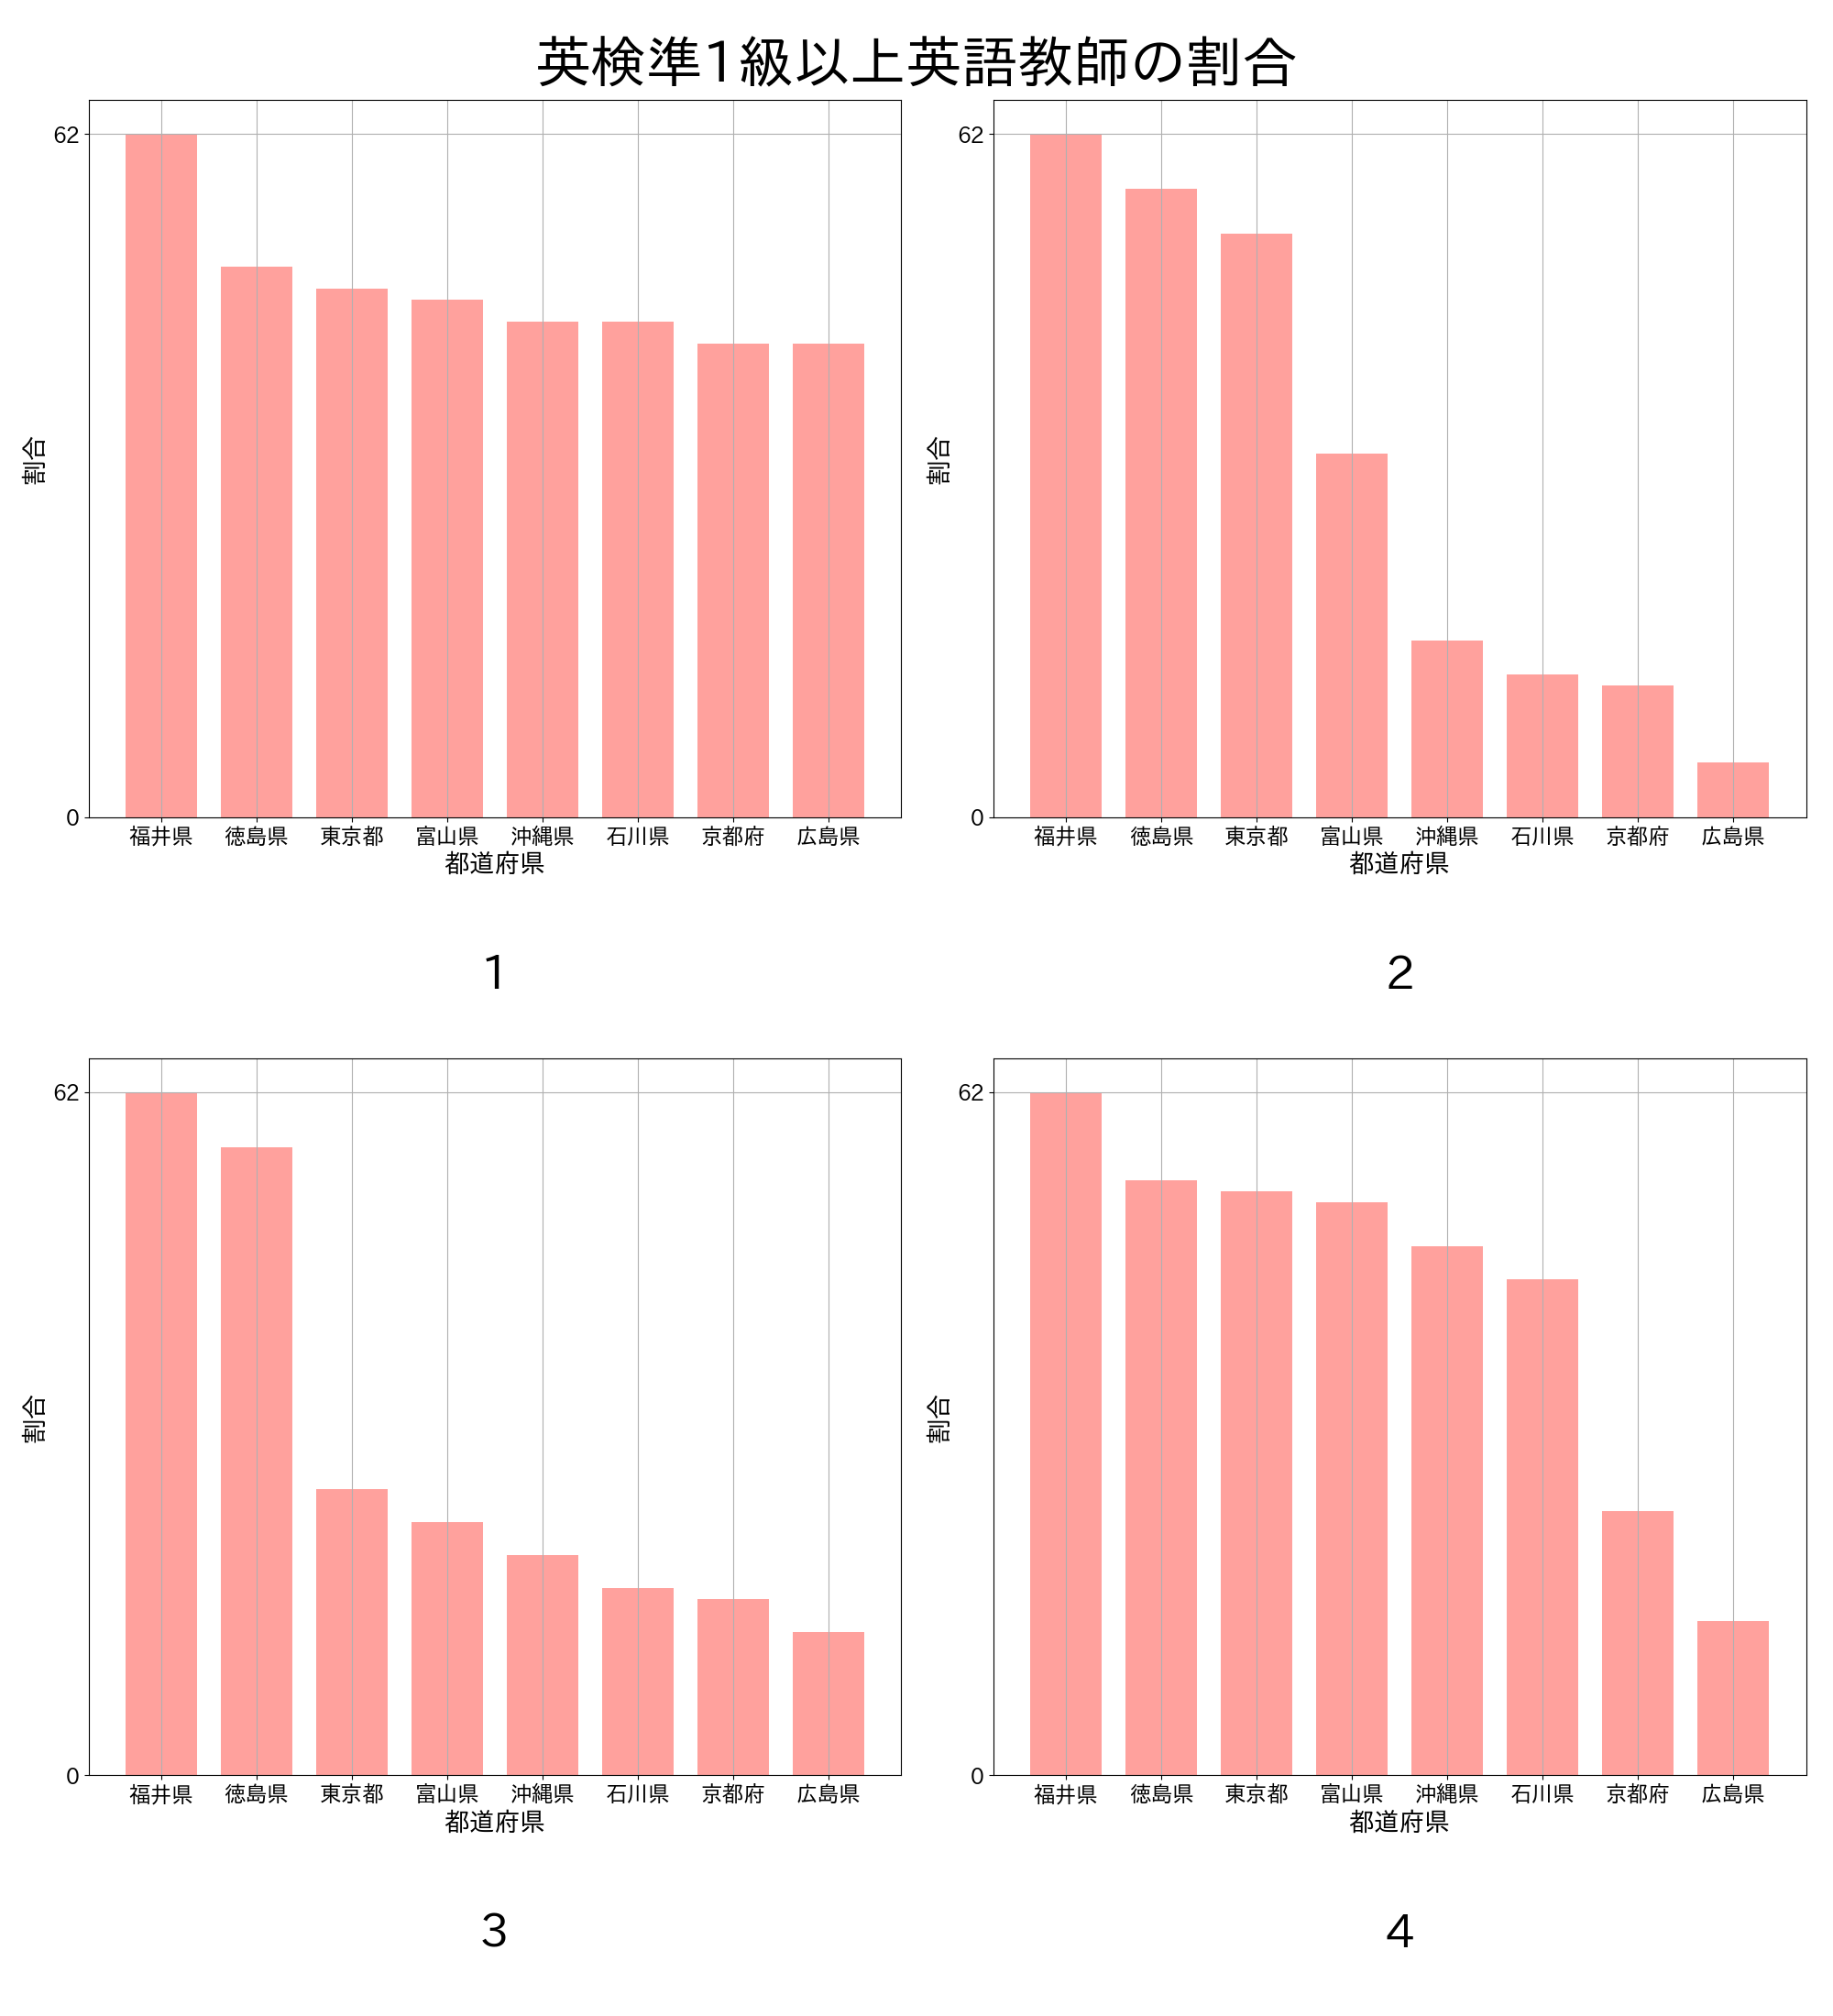 英検準1級以上英語教師の割合
62
0
割合
福井県 徳島県 東京都 富山県 沖縄県 石川県 京都府 広島県
都道府県
1
62
0
割合
福井県 徳島県 東京都 富山県 沖縄県 石川県 京都府 広島県
都道府県
2
62
0
割合
福井県 徳島県 東京都 富山県 沖縄県 石川県 京都府 広島県
都道府県
3
62
0
割合
福井県 徳島県 東京都 富山県 沖縄県 石川県 京都府 広島県
都道府県
4